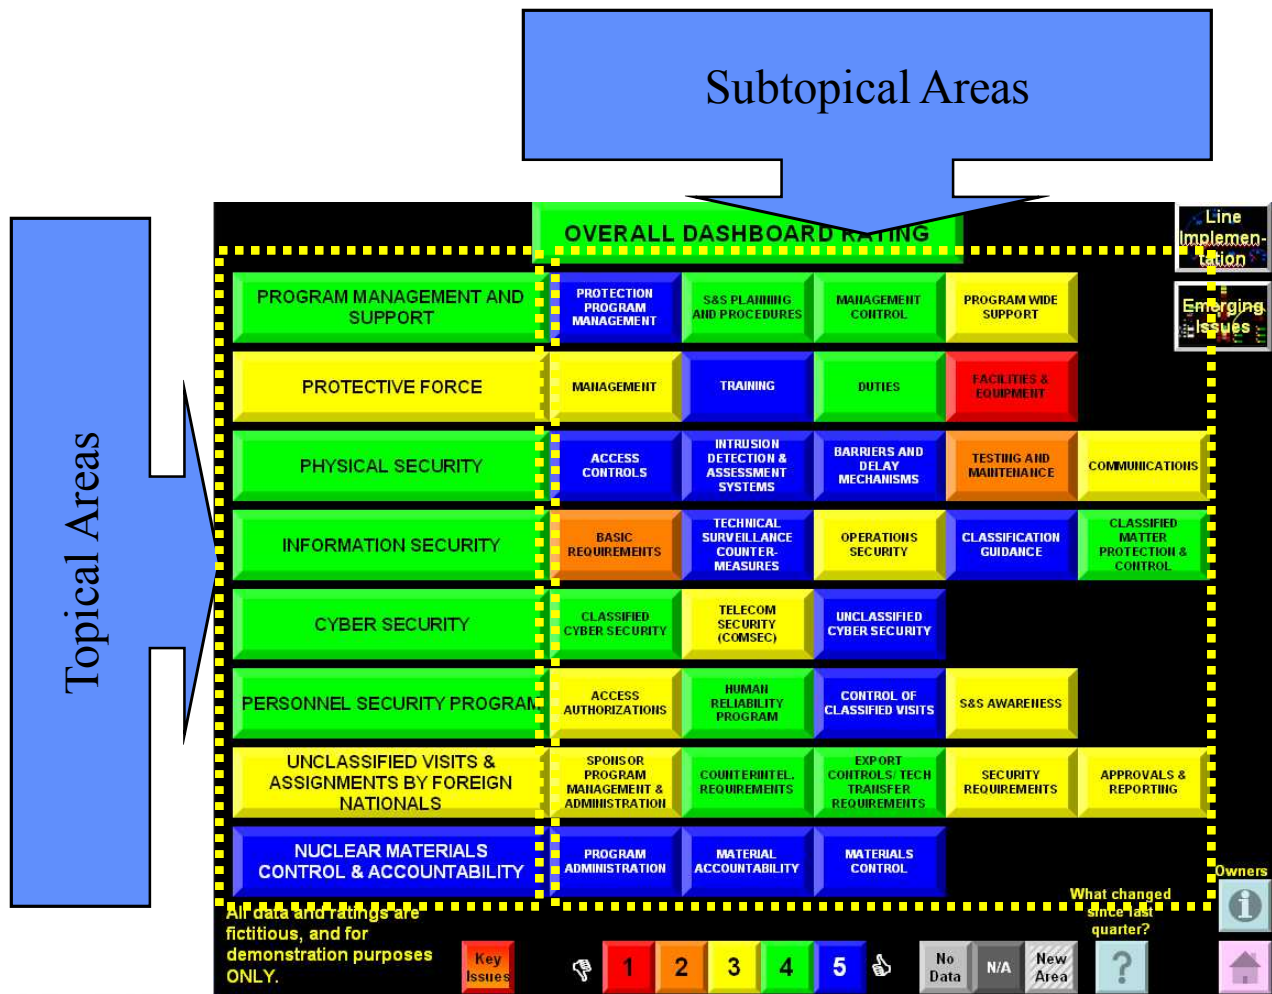 Subtopical Areas
Topical Areas
OVERALL DASHBOARD RATING
Line
Implemen-
tation
Emerging
Issues
PROGRAM MANAGEMENT AND
SUPPORT
PROTECTION
PROGRAM
MANAGEMENT
S&S PLANNING
AND PROCEDURES
MANAGEMENT
CONTROL
PROGRAM WIDE
SUPPORT
PROTECTIVE FORCE
MANAGEMENT
TRAINING
DUTIES
FACILITIES &
EQUIPMENT
PHYSICAL SECURITY
ACCESS
CONTROLS
INTRUSION
DETECTION &
ASSESSMENT
SYSTEMS
BARRIERS AND
DELAY
MECHANISMS
TESTING AND
MAINTENANCE
COMMUNICATIONS
INFORMATION SECURITY
BASIC
REQUIREMENTS
TECHNICAL
SURVEILLANCE
COUNTER-
MEASURES
OPERATIONS
SECURITY
CLASSIFICATION
GUIDANCE
CLASSIFIED
MATTER
PROTECTION &
CONTROL
CYBER SECURITY
CLASSIFIED
CYBER SECURITY
TELECOM
SECURITY
(COMSEC)
UNCLASSIFIED
CYBER SECURITY
PERSONNEL SECURITY PROGRAM
ACCESS
AUTHORIZATIONS
HUMAN
RELIABILITY
PROGRAM
CONTROL OF
CLASSIFIED VISITS
S&S AWARENESS
UNCLASSIFIED VISITS &
ASSIGNMENTS BY FOREIGN
NATIONALS
SPONSOR
PROGRAM
MANAGEMENT &
ADMINISTRATION
COUNTERINTEL.
REQUIREMENTS
EXPORT
CONTROLS/ TECH
TRANSFER
REQUIREMENTS
SECURITY
REQUIREMENTS
APPROVALS &
REPORTING
NUCLEAR MATERIALS
CONTROL & ACCOUNTABILITY
PROGRAM
ADMINISTRATION
MATERIAL
ACCOUNTABILITY
MATERIALS
CONTROL
Owners
What changed
since last
quarter?
All data and ratings are
fictitious, and for
demonstration purposes
ONLY.
Key
Issues
1
2
3
4
5
No
Data
N/A
New
Area
?
i